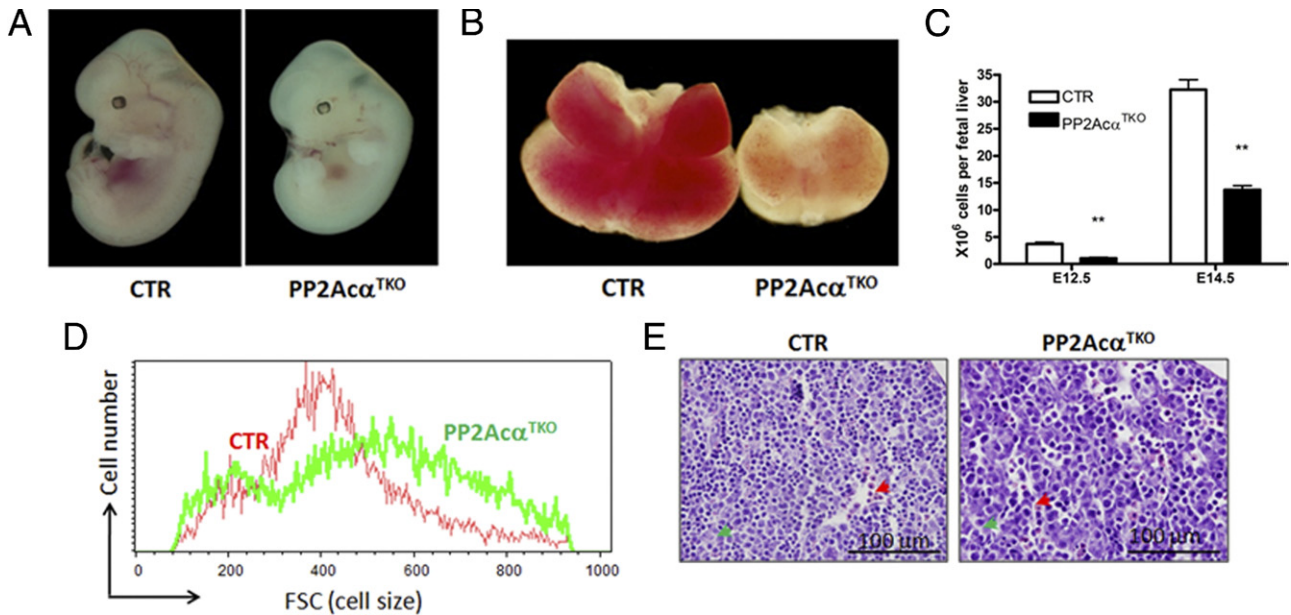 A
CTR
PP2Acα^TKO
B
CTR
PP2Acα^TKO
C
X10^6 cells per fetal liver
35
30
25
20
15
10
5
0
CTR
PP2Acα^TKO
**
**
E12.5
E14.5
D
Cell number
CTR
PP2Acα^TKO
0
200
400
600
800
1000
FSC (cell size)
E
CTR
PP2Acα^TKO
100 µm
100 µm